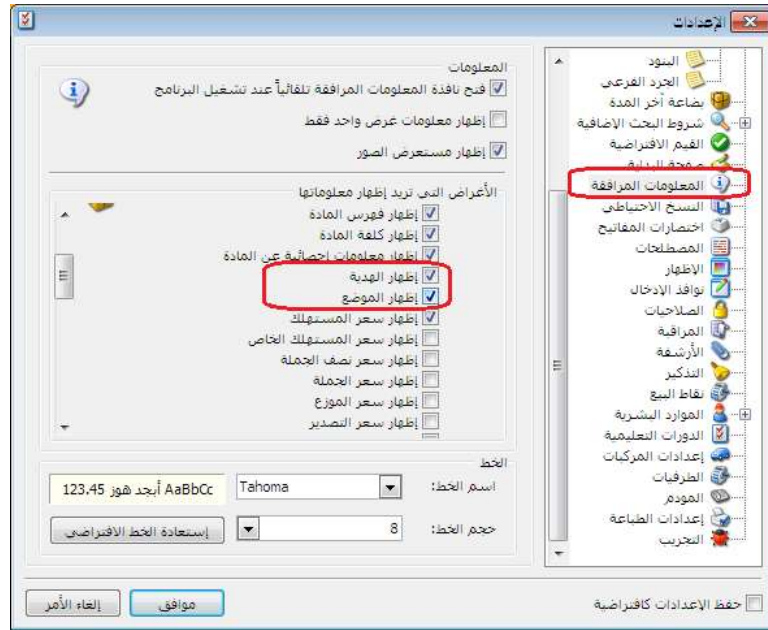 الإعدادات
البنود
الجرد الفرعي
بضاعة آخر المدة
شروط البحث الإضافية
القيم الافتراضية
صفحة البداية
المعلومات المرافقة
النسخ الاحتياطي
اختصارات المفاتيح
المصطلحات
الإظهار
نوافذ الإدخال
الصلاحيات
المراقبة
الأرشفة
التذكير
نقاط البيع
الموارد البشرية
الدورات التعليمية
إعدادات المركبات
الطرفيات
المودم
إعدادات الطباعة
التجريب
المعلومات
فتح نافذة المعلومات المرافقة تلقائياً عند تشغيل البرنامج
إظهار معلومات غرض واحد فقط
إظهار مستعرض الصور
الأغراض التي تريد إظهار معلوماتها
إظهار فهرس المادة
إظهار كلفة المادة
إظهار معلومات إحصائية عن المادة
إظهار الهدية
إظهار الموضع
إظهار سعر المستهلك
إظهار سعر المستهلك الخاص
إظهار سعر نصف الجملة
إظهار سعر الجملة
إظهار سعر الموزع
إظهار سعر التصدير
الخط
اسم الخط: Tahoma AaBbCc أبجد هوز 123.45
حجم الخط: 8 إستعادة الخط الافتراضي
حفظ الإعدادات كافتراضية موافق إلغاء الأمر